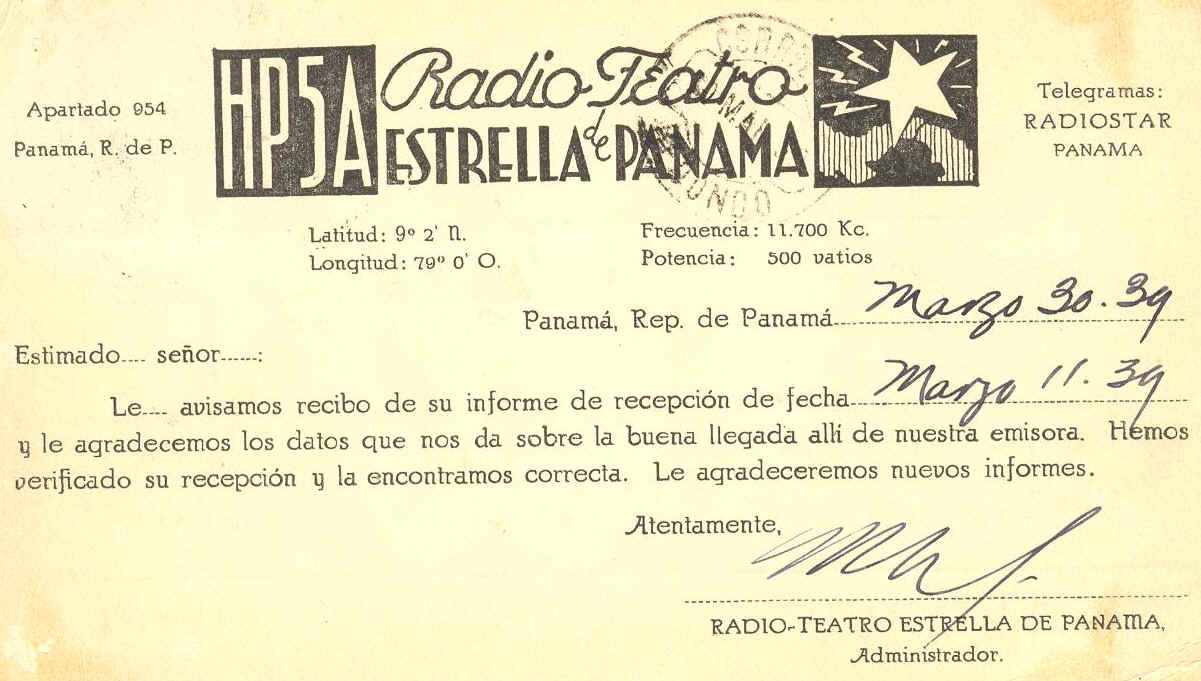 Apartado 954
Panamá, R. de P.
HP5A
Radio Teatro
ESTRELLA de PANAMA
Telegramas:
RADIOSTAR
PANAMA
MAR
MUNDO
Latitud: 9º 2' N.
Longitud: 79º 0' O.
Frecuencia: 11.700 Kc.
Potencia: 500 vatios
Panamá, Rep. de Panamá Marzo 30.39
Estimado.... señor......:
Le.... avisamos recibo de su informe de recepción de fecha Marzo 11.39
y le agradecemos los datos que nos da sobre la buena llegada allí de nuestra emisora. Hemos
verificado su recepción y la encontramos correcta. Le agradeceremos nuevos informes.
Atentamente,
RADIO-TEATRO ESTRELLA DE PANAMA,
Administrador.